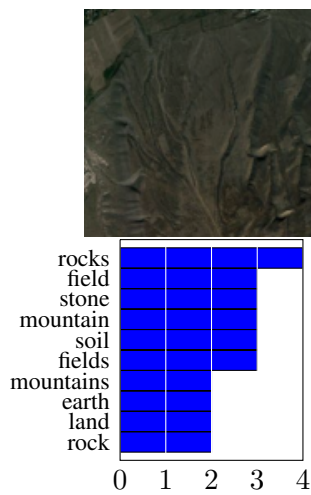 rocks
field
stone
mountain
soil
fields
mountains
earth
land
rock
0 1 2 3 4